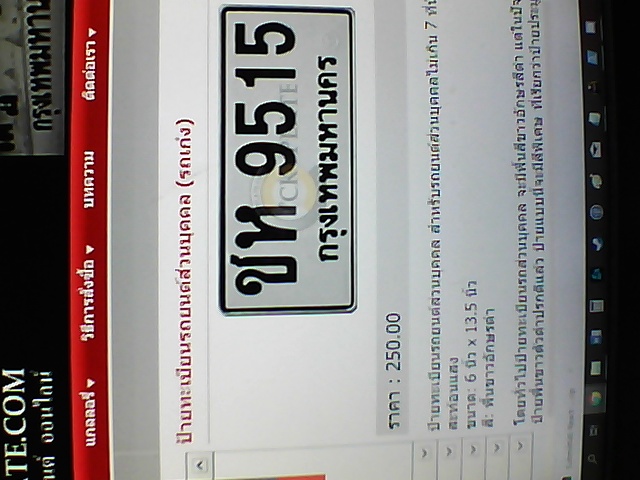 ATE.COM
ออนไลน์
กรุงเทพมหานคร
แกลลอรี่ วิธีการสั่งซื้อ บทความ ติดต่อเรา
ป้ายทะเบียนรถยนต์ส่วนบุคคล (รถเก๋ง)
ชห 9515
กรุงเทพมหานคร
ราคา : 250.00
ป้ายทะเบียนรถยนต์ส่วนบุคคล สำหรับรถยนต์ส่วนบุคคลไม่เกิน 7 ที่นั่
สะท้อนแสง
ขนาด: 6 นิ้ว x 13.5 นิ้ว
สี: พื้นขาวอักษรดำ
โดยทั่วไปป้ายทะเบียนรถส่วนบุคคล จะมีพื้นสีขาวอักษรสีดำ แต่ในปัจ
ป้ายพื้นขาวตัวดำปรกติแล้ว ป้ายแบบนี้จะมีสีพิเศษ ที่เรียกว่าป้ายประมู